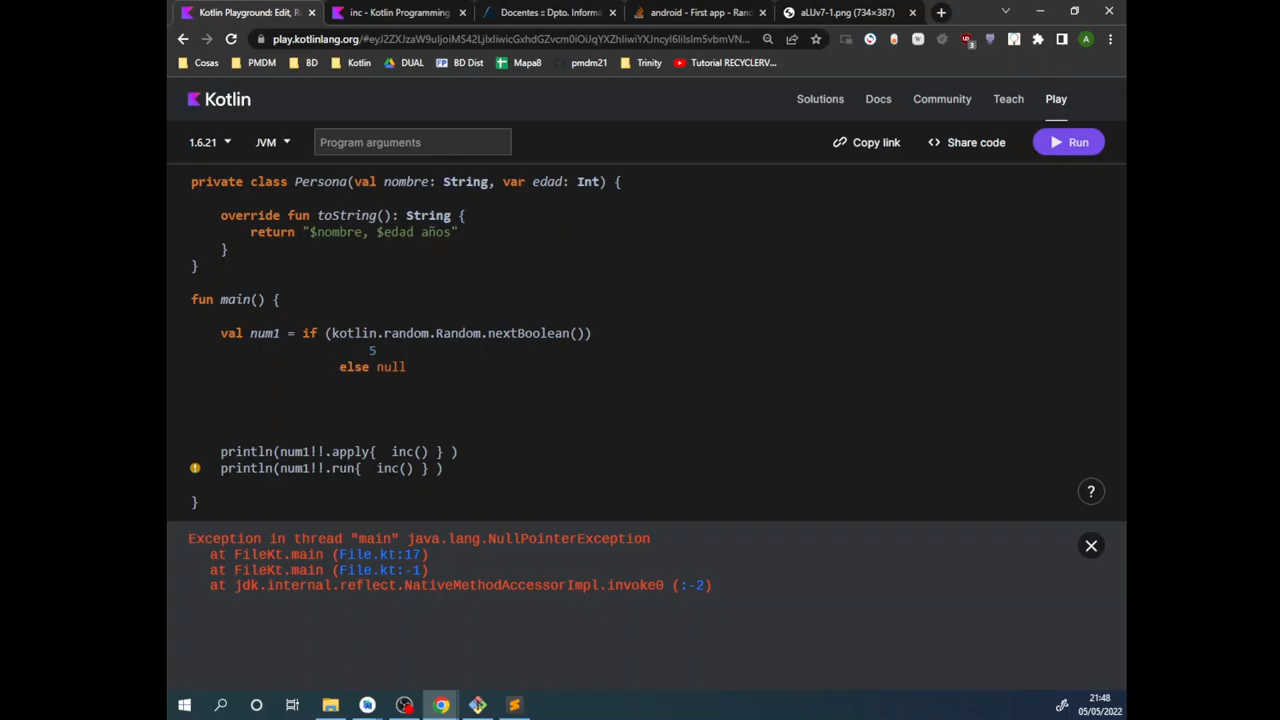 Kotlin Playground: Edit, R
inc - Kotlin Programming
Docentes :: Dpto. Informá
android - First app - Ran
aLUv7-1.png (734×387)
Cosas
PMDM
BD
Kotlin
DUAL
BD Dist
Mapa8
pmdm21
Trinity
Tutorial RECYCLERV...
Kotlin
Solutions
Docs
Community
Teach
Play
1.6.21
JVM
Program arguments
Copy link
Share code
Run
private class Persona(val nombre: String, var edad: Int) {
override fun toString(): String {
return "$nombre, $edad años"
}
}
fun main() {
val num1 = if (kotlin.random.Random.nextBoolean())
5
else null
println(num1!!.apply{  inc() } )
println(num1!!.run{  inc() } )
}
?
Exception in thread "main" java.lang.NullPointerException
at FileKt.main (File.kt:17)
at FileKt.main (File.kt:-1)
at jdk.internal.reflect.NativeMethodAccessorImpl.invoke0 (:-2)
21:48
05/05/2022